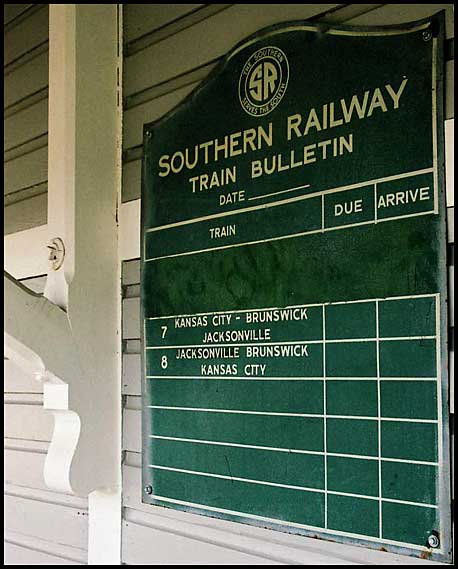 THE SOUTHERN
SR
SERVES THE SOUTH
SOUTHERN RAILWAY
TRAIN BULLETIN
DATE
TRAIN DUE ARRIVE
7 KANSAS CITY - BRUNSWICK
JACKSONVILLE
8 JACKSONVILLE BRUNSWICK
KANSAS CITY